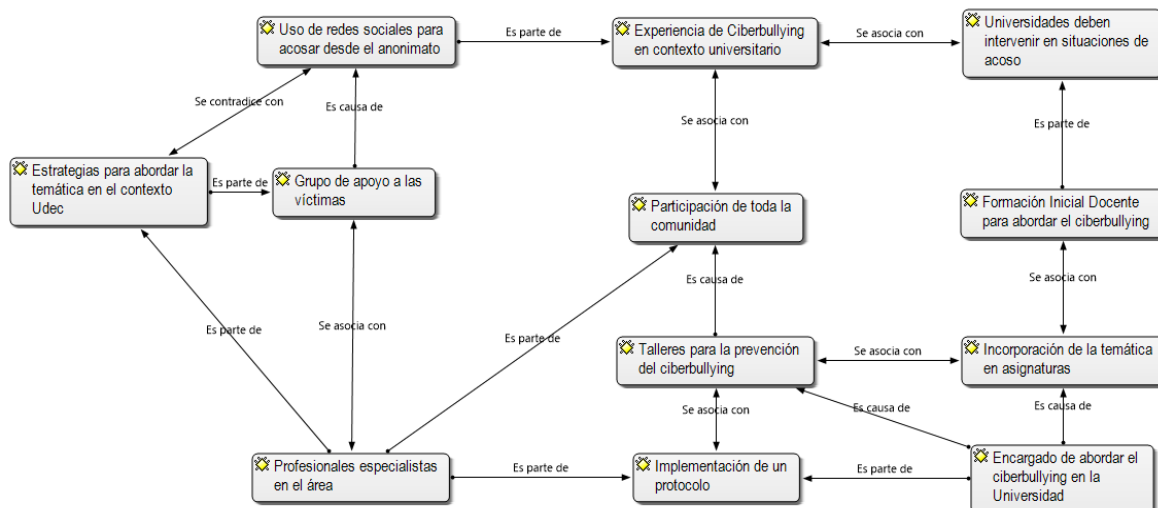 Uso de redes sociales para
acosar desde el anonimato
Es parte de
Experiencia de Ciberbullying
en contexto universitario
Se asocia con
Universidades deben
intervenir en situaciones de
acoso
Se contradice con
Es causa de
Se asocia con
Es parte de
Estrategias para abordar la
temática en el contexto
Udec
Es parte de
Grupo de apoyo a las
víctimas
Participación de toda la
comunidad
Formación Inicial Docente
para abordar el ciberbullying
Es causa de
Se asocia con
Es parte de
Se asocia con
Es parte de
Talleres para la prevención
del ciberbullying
Se asocia con
Incorporación de la temática
en asignaturas
Se asocia con
Es causa de
Es causa de
Profesionales especialistas
en el área
Es parte de
Implementación de un
protocolo
Es parte de
Encargado de abordar el
ciberbullying en la
Universidad